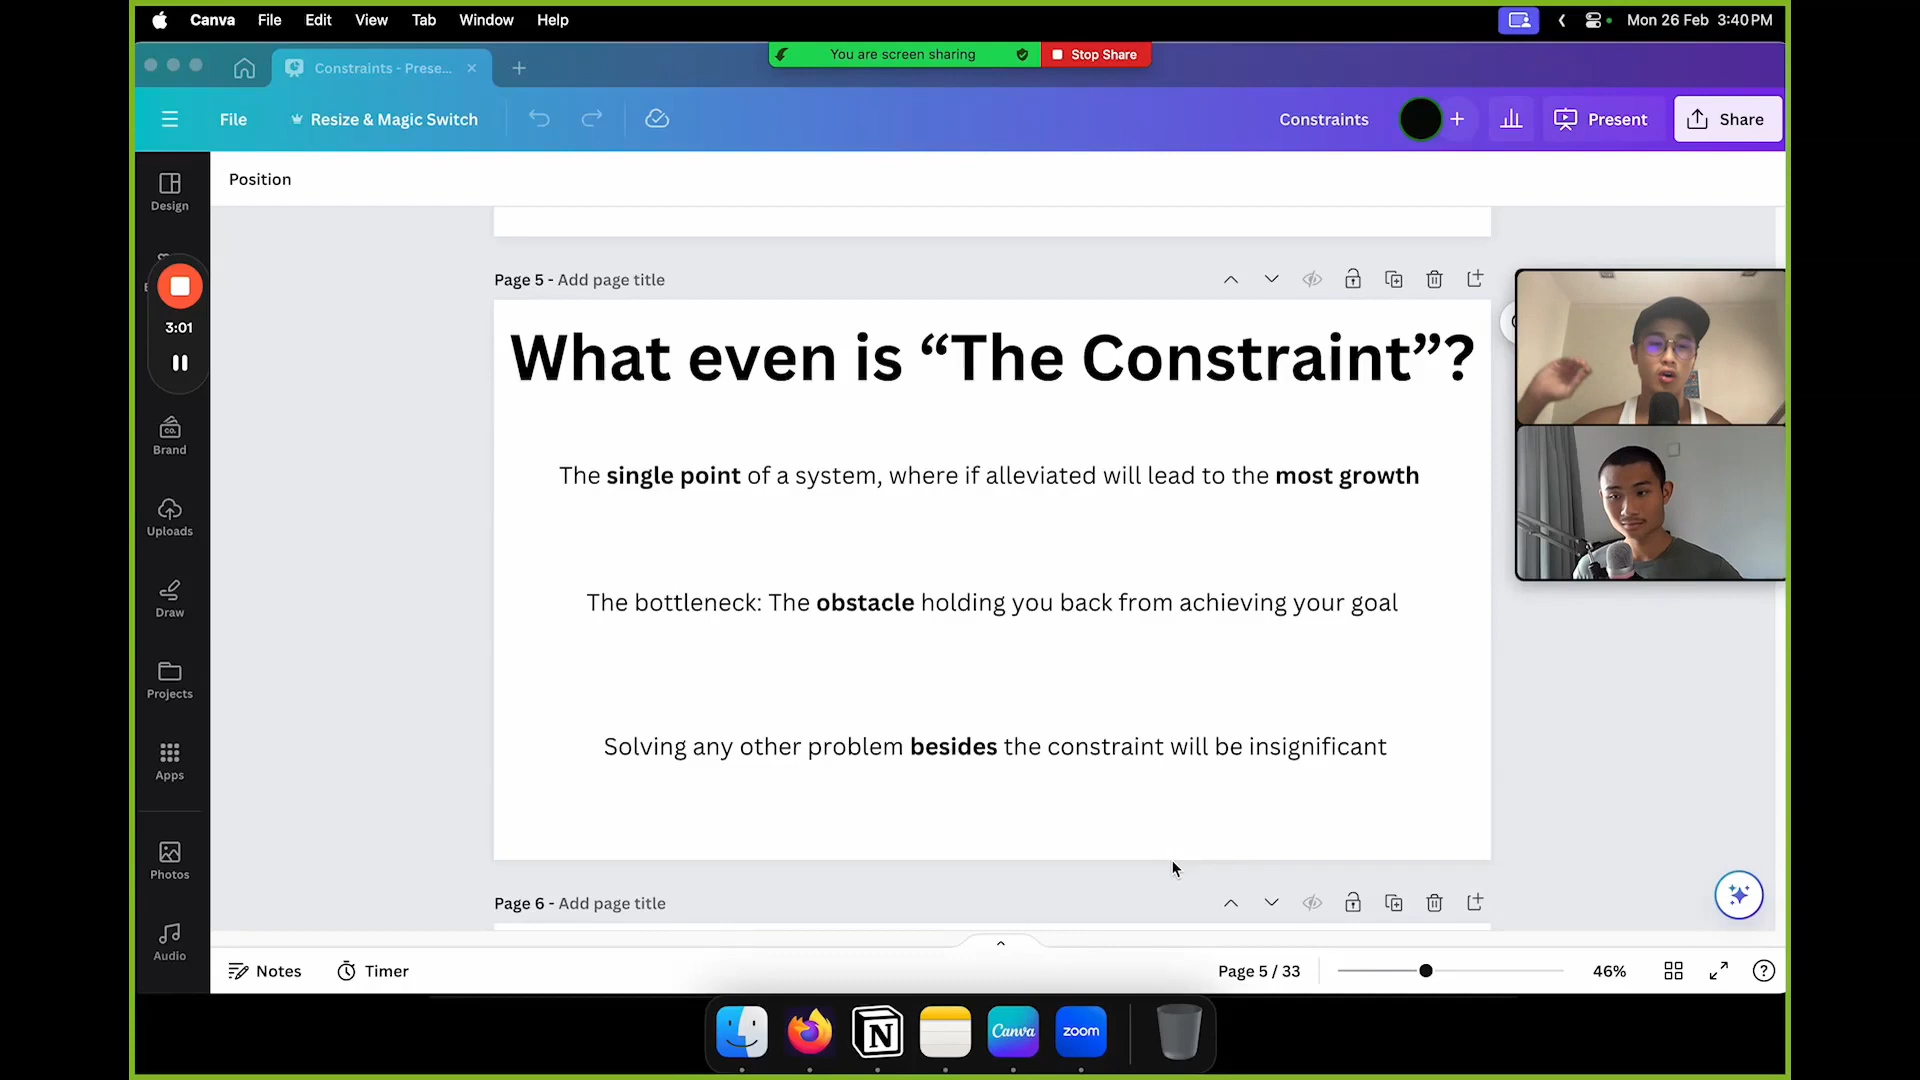 Canva File Edit View Tab Window Help
Mon 26 Feb 3:40 PM
Constraints - Prese...
You are screen sharing
Stop Share
File
Resize & Magic Switch
Constraints
Present
Share
Position
Design
3:01
Brand
Uploads
Draw
Projects
Apps
Photos
Audio
Page 5 - Add page title
What even is “The Constraint”?
The single point of a system, where if alleviated will lead to the most growth
The bottleneck: The obstacle holding you back from achieving your goal
Solving any other problem besides the constraint will be insignificant
Page 6 - Add page title
Notes
Timer
Page 5 / 33
46%
Canva
zoom